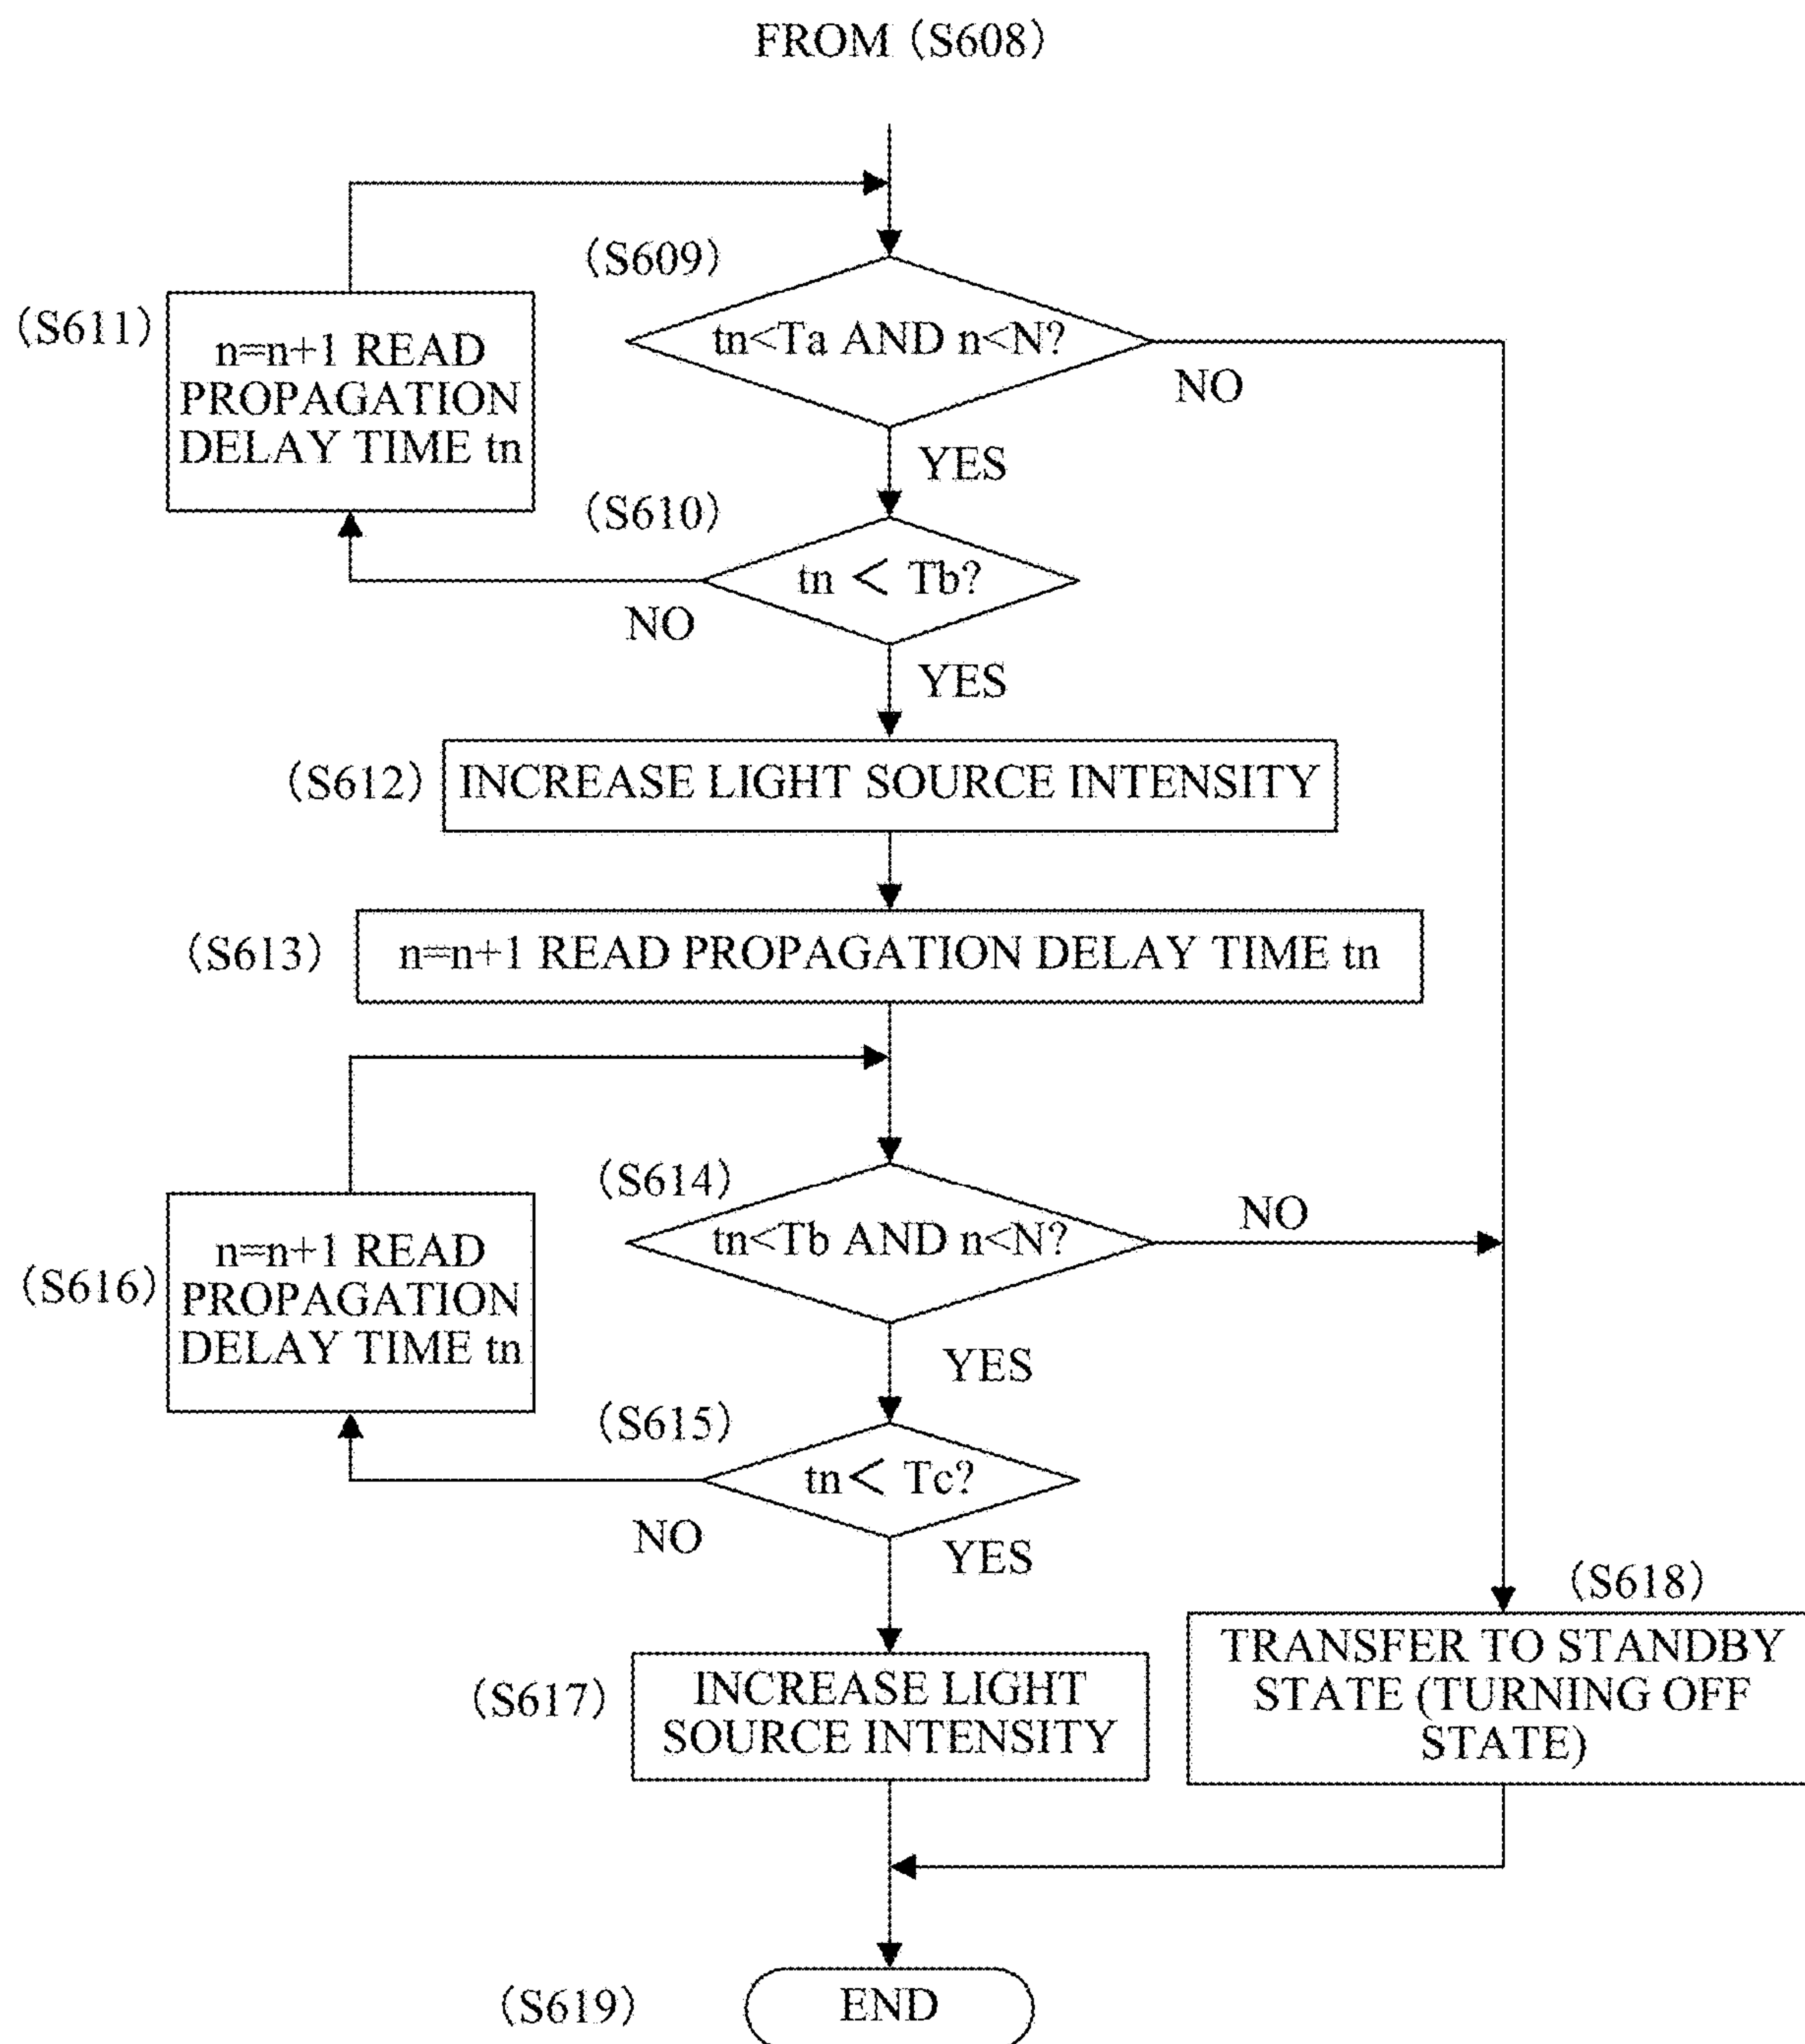 FROM (S608)
(S609)
(S611)
n=n+1 READ
PROPAGATION
DELAY TIME tn
tn<Ta AND n<N?
NO
YES
(S610)
tn < Tb?
NO
YES
(S612)
INCREASE LIGHT SOURCE INTENSITY
(S613)
n=n+1 READ PROPAGATION DELAY TIME tn
(S614)
tn<Tb AND n<N?
NO
(S616)
n=n+1 READ
PROPAGATION
DELAY TIME tn
YES
(S615)
tn< Tc?
NO
YES
(S617)
INCREASE LIGHT
SOURCE INTENSITY
(S618)
TRANSFER TO STANDBY
STATE (TURNING OFF
STATE)
(S619)
END